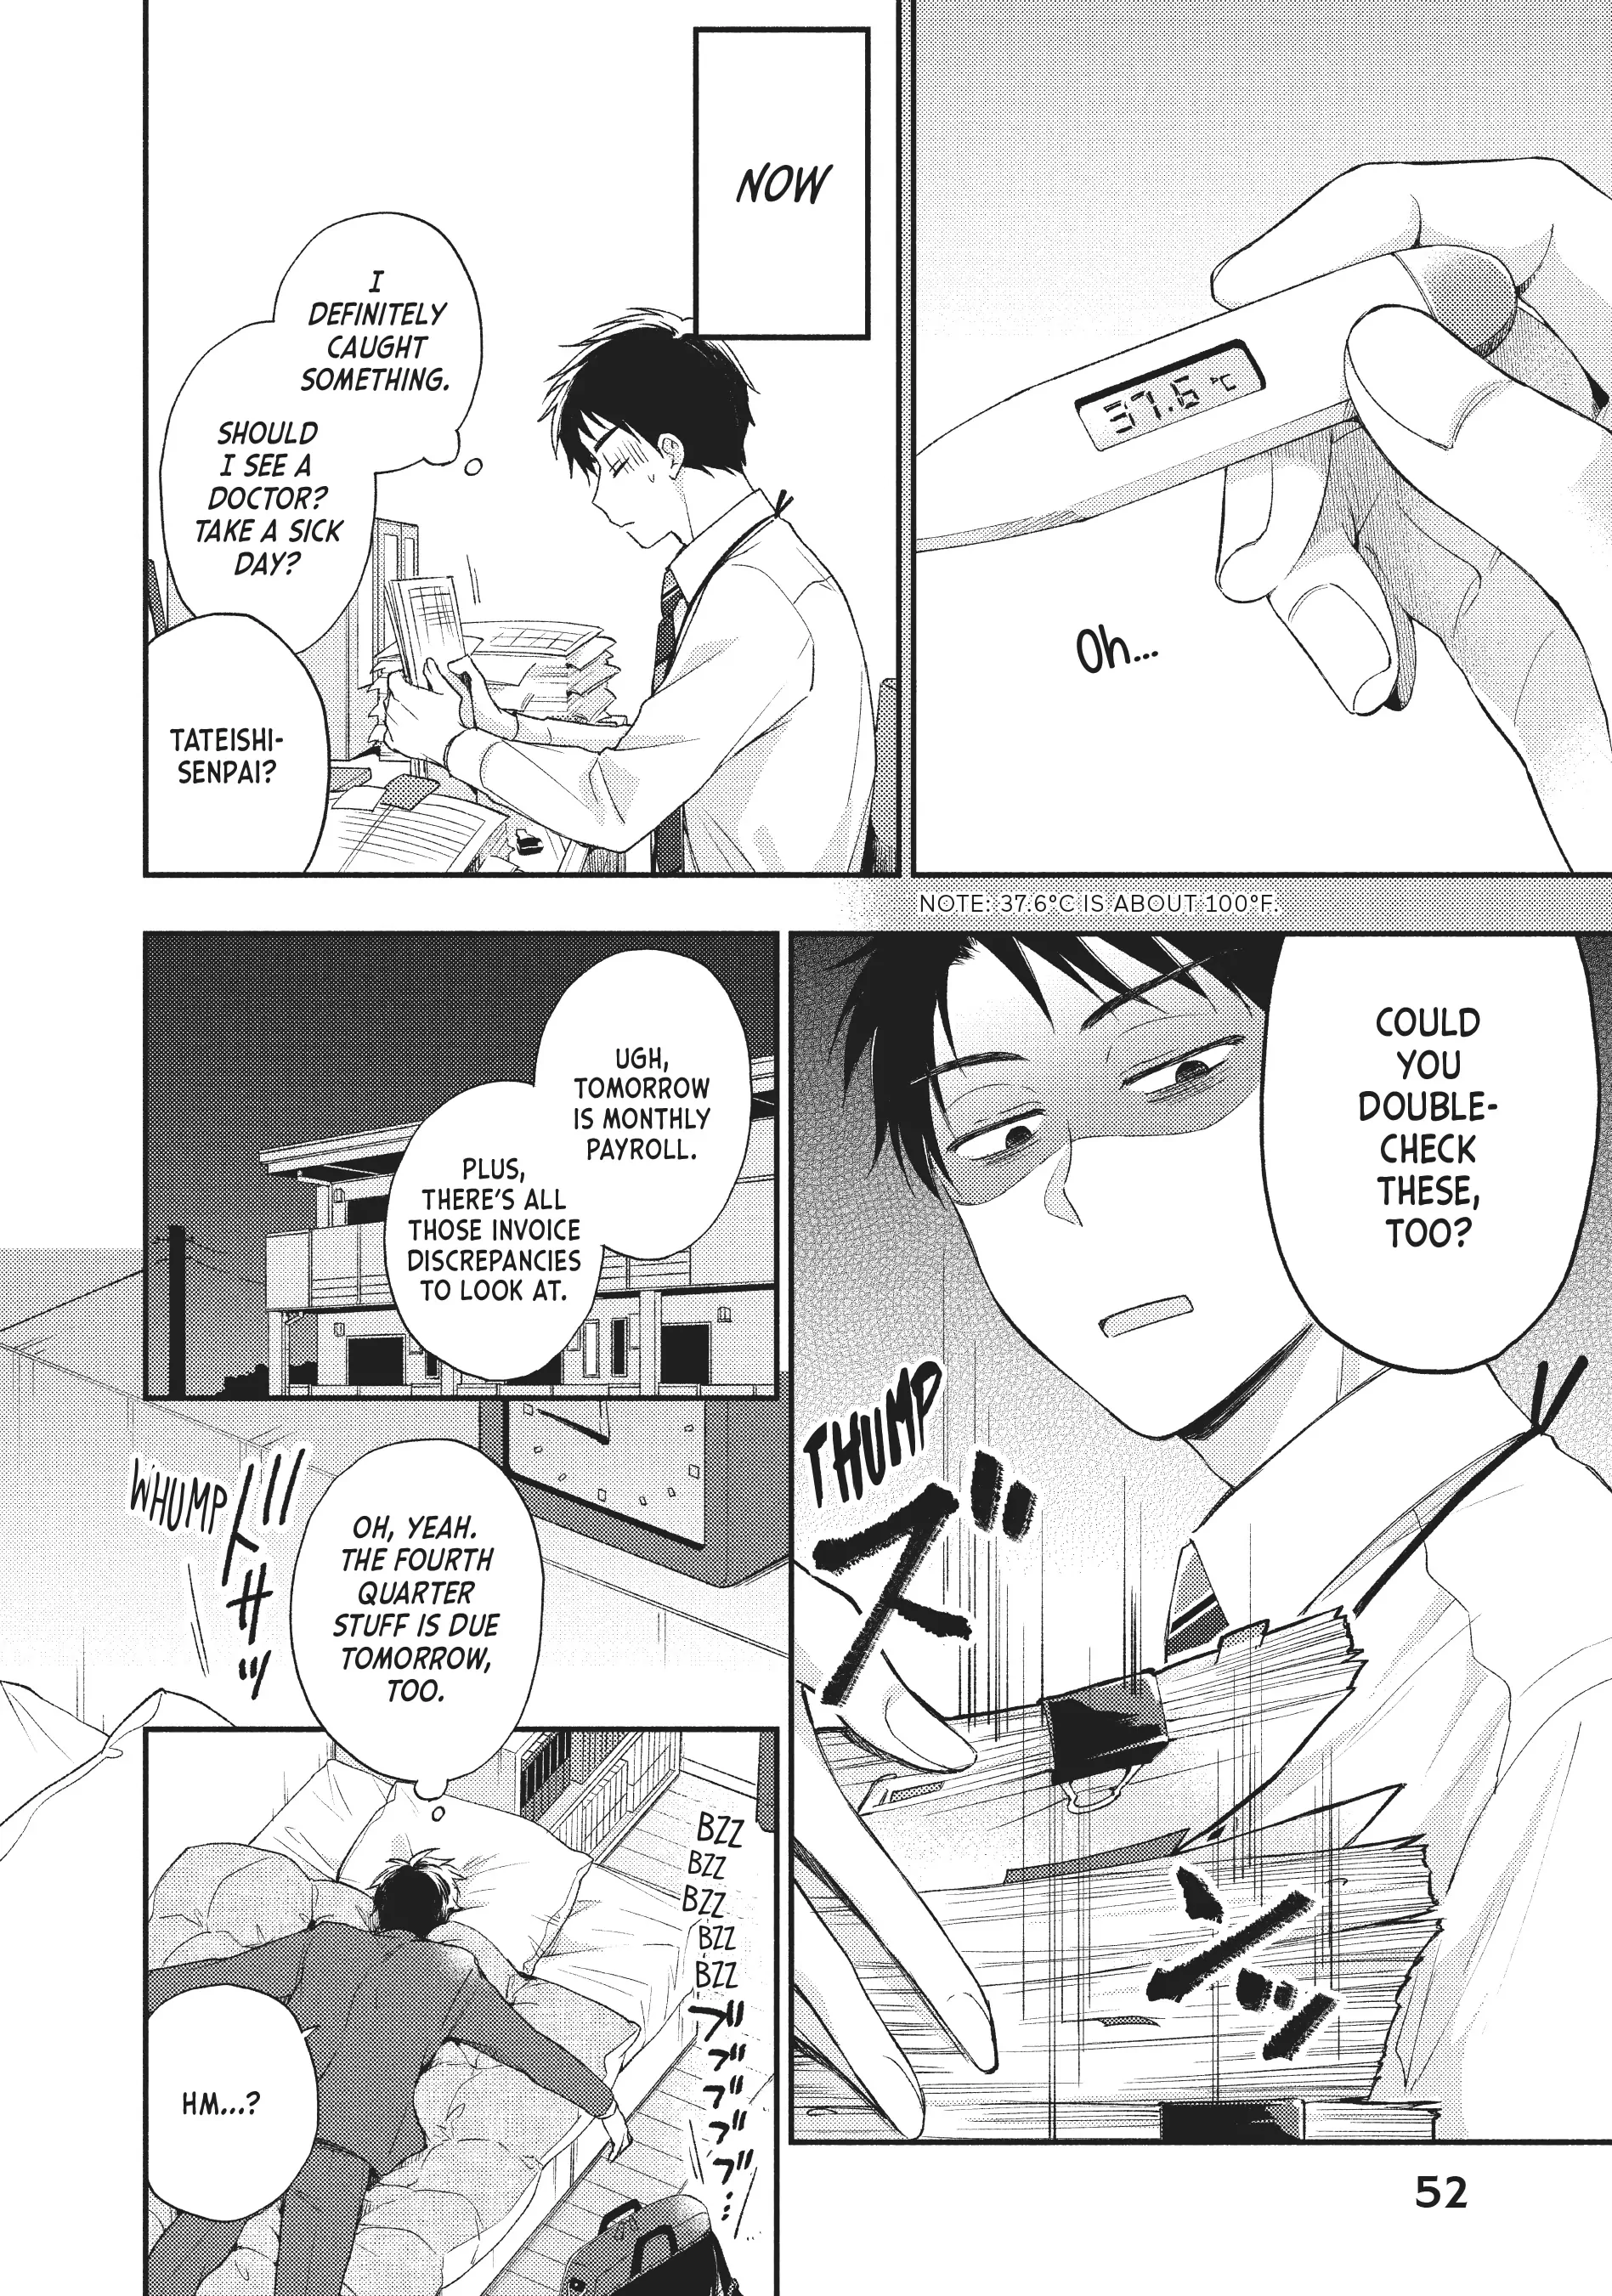 37.6 °C
Oh...
NOTE: 37.6°C IS ABOUT 100°F.
NOW
I
DEFINITELY
CAUGHT
SOMETHING.
SHOULD
I SEE A
DOCTOR?
TAKE A SICK
DAY?
TATEISHI-
SENPAI?
COULD
YOU
DOUBLE-
CHECK
THESE,
TOO?
THUMP
ズンッ
UGH,
TOMORROW
IS MONTHLY
PAYROLL.
PLUS,
THERE'S ALL
THOSE INVOICE
DISCREPANCIES
TO LOOK AT.
OH, YEAH.
THE FOURTH
QUARTER
STUFF IS DUE
TOMORROW,
TOO.
WHUMP
ドサッ
BZZ
BZZ
BZZ
BZZ
BZZ
ブブブブブ…
HM...?
52